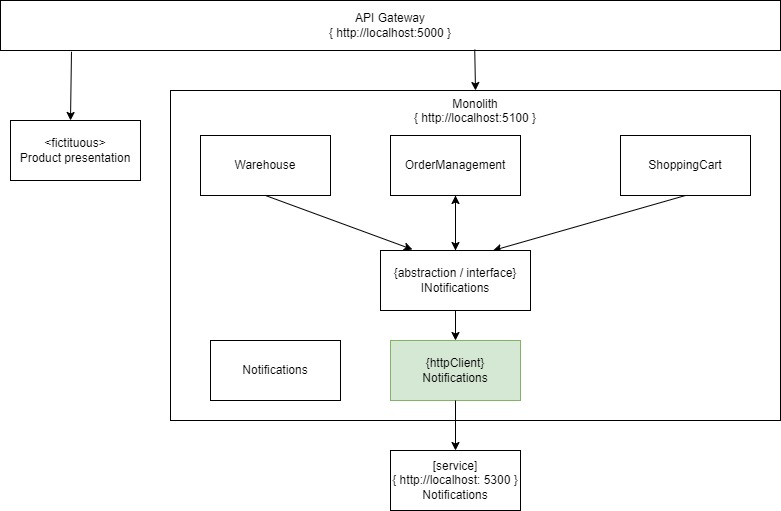 API Gateway
{ http://localhost:5000 }
Monolith
{ http://localhost:5100 }
<fictituous>
Product presentation
Warehouse
OrderManagement
ShoppingCart
{abstraction / interface}
INotifications
Notifications
{httpClient}
Notifications
[service]
{ http://localhost: 5300 }
Notifications